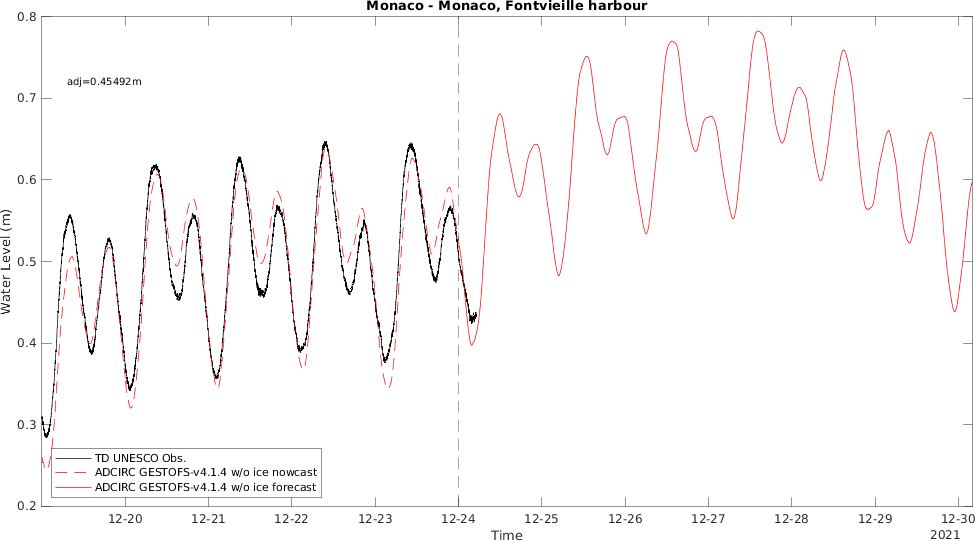 Monaco - Monaco, Fontvieille harbour
0.8
adj=0.45492m
0.7
0.6
0.5
0.4
0.3
0.2
Water Level (m)
TD UNESCO Obs.
ADCIRC GESTOFS-v4.1.4 w/o ice nowcast
ADCIRC GESTOFS-v4.1.4 w/o ice forecast
12-20 12-21 12-22 12-23 12-24 12-25 12-26 12-27 12-28 12-29 12-30
Time
2021